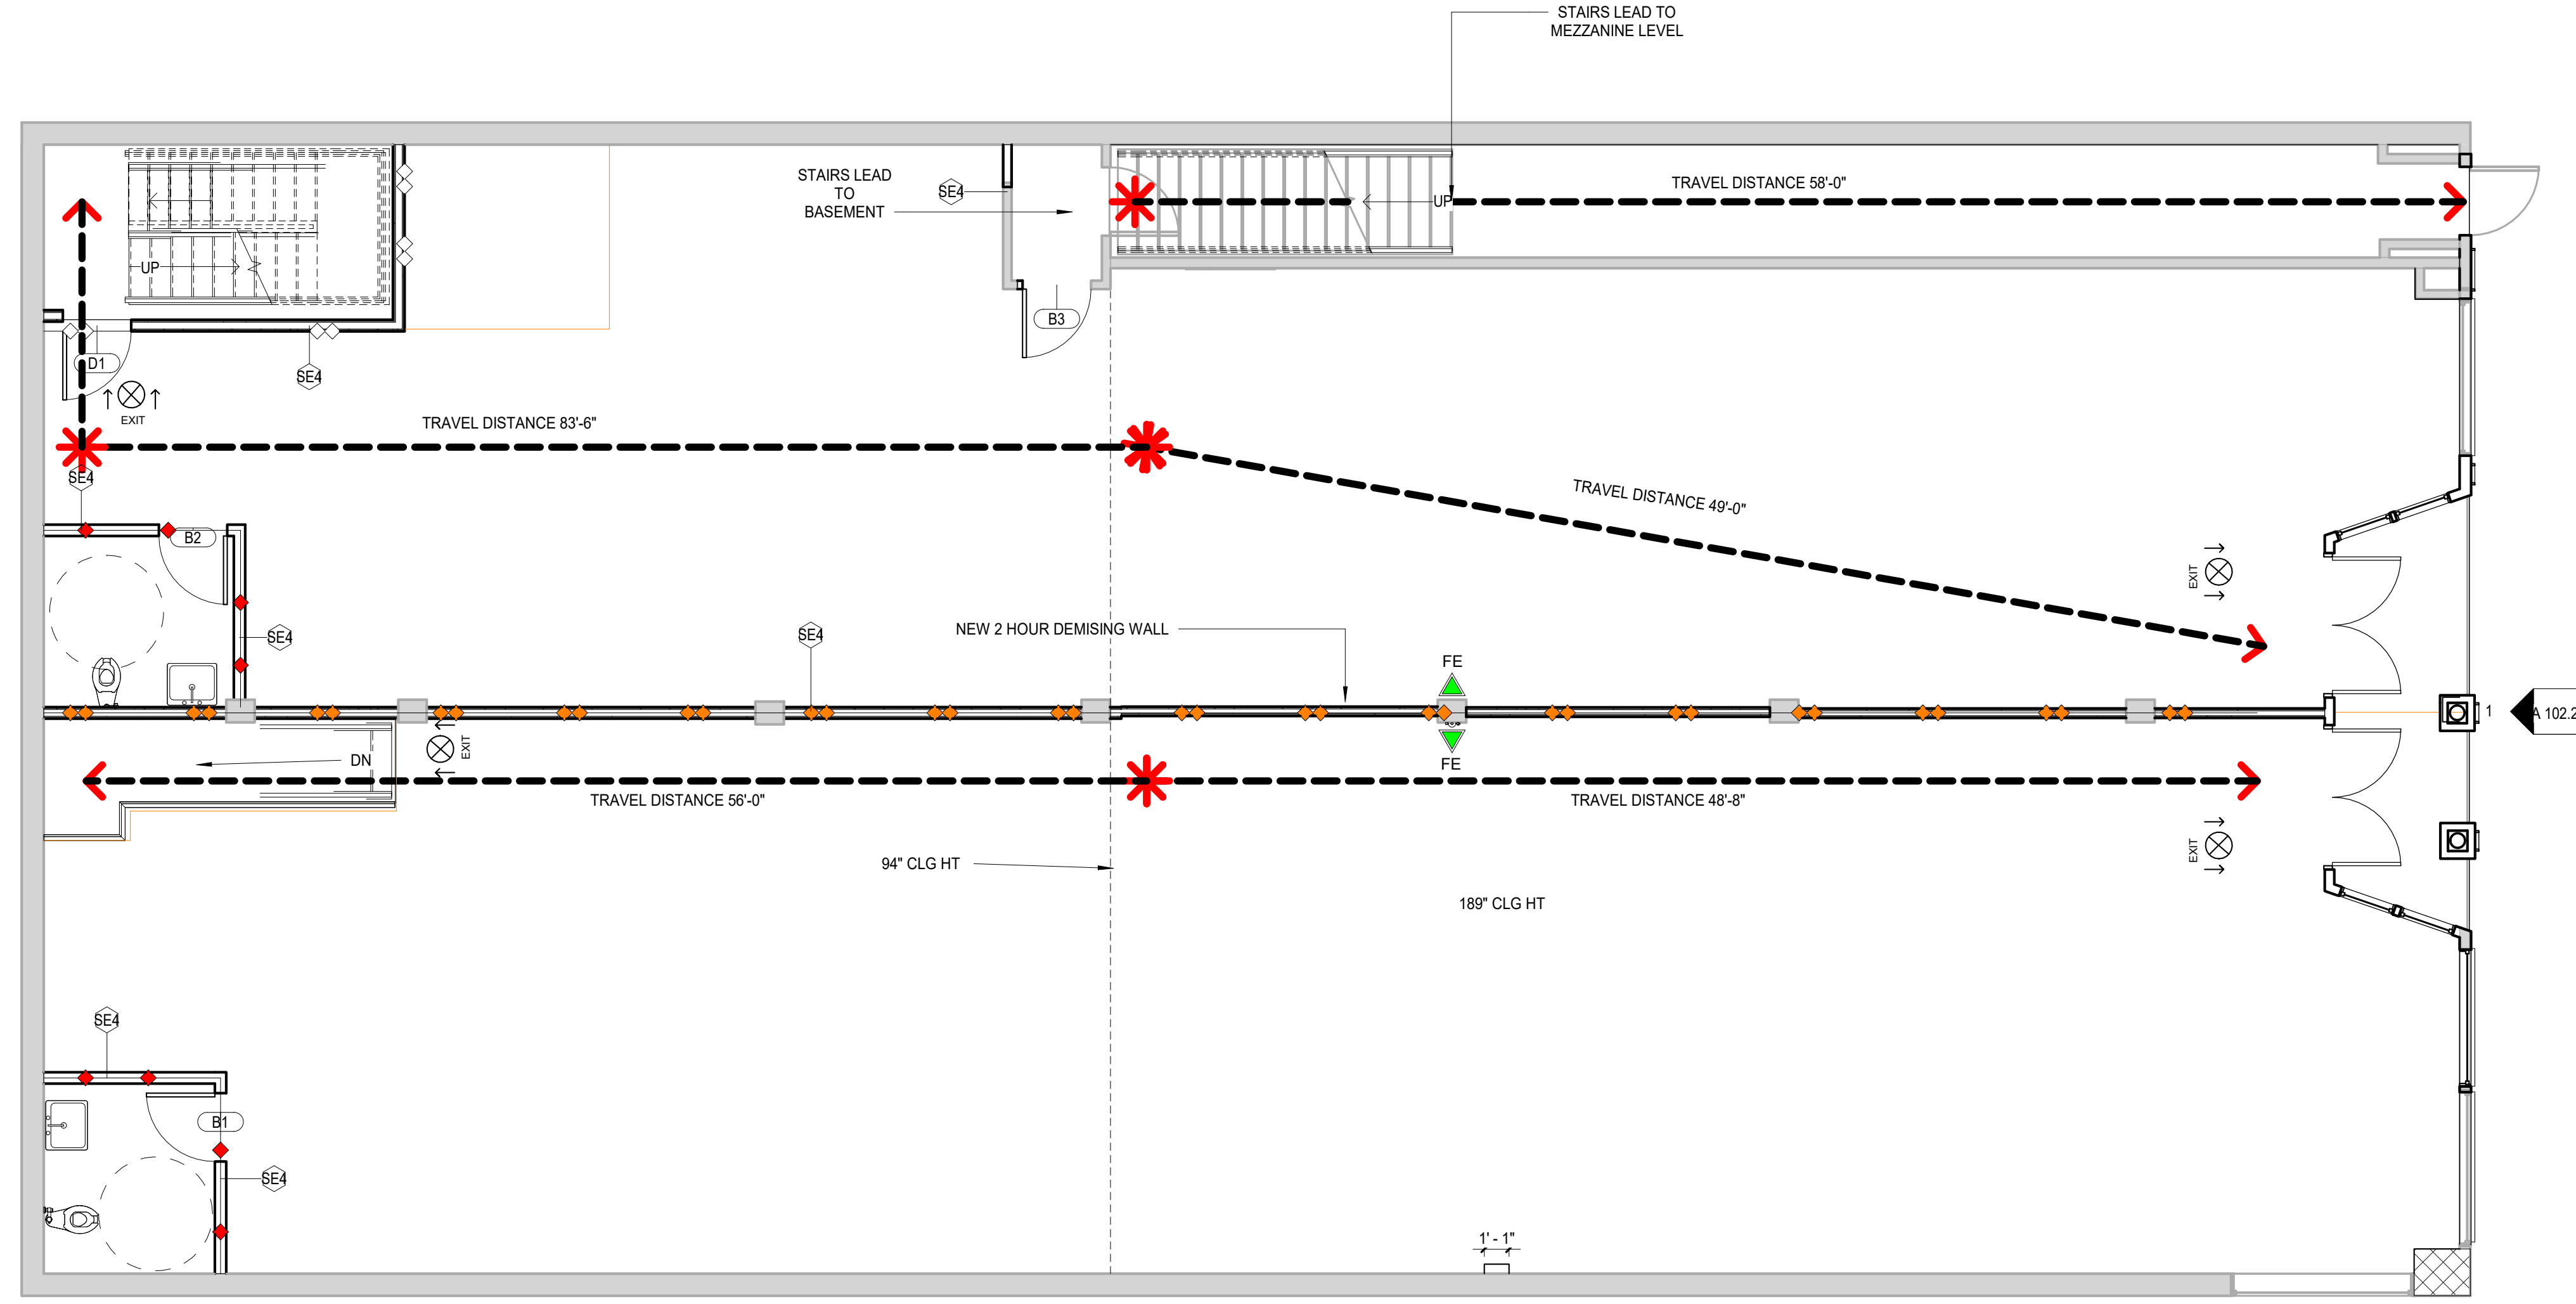 STAIRS LEAD TO
MEZZANINE LEVEL
STAIRS LEAD
TO
BASEMENT
SE4
TRAVEL DISTANCE 58'-0"
UP
UP
B3
D1
SE4
EXIT
TRAVEL DISTANCE 83'-6"
SE4
TRAVEL DISTANCE 49'-0"
B2
EXIT
SE4
SE4
NEW 2 HOUR DEMISING WALL
FE
1
A 102.2
EXIT
DN
FE
TRAVEL DISTANCE 56'-0"
TRAVEL DISTANCE 48'-8"
EXIT
94" CLG HT
189" CLG HT
SE4
B1
SE4
1' - 1"